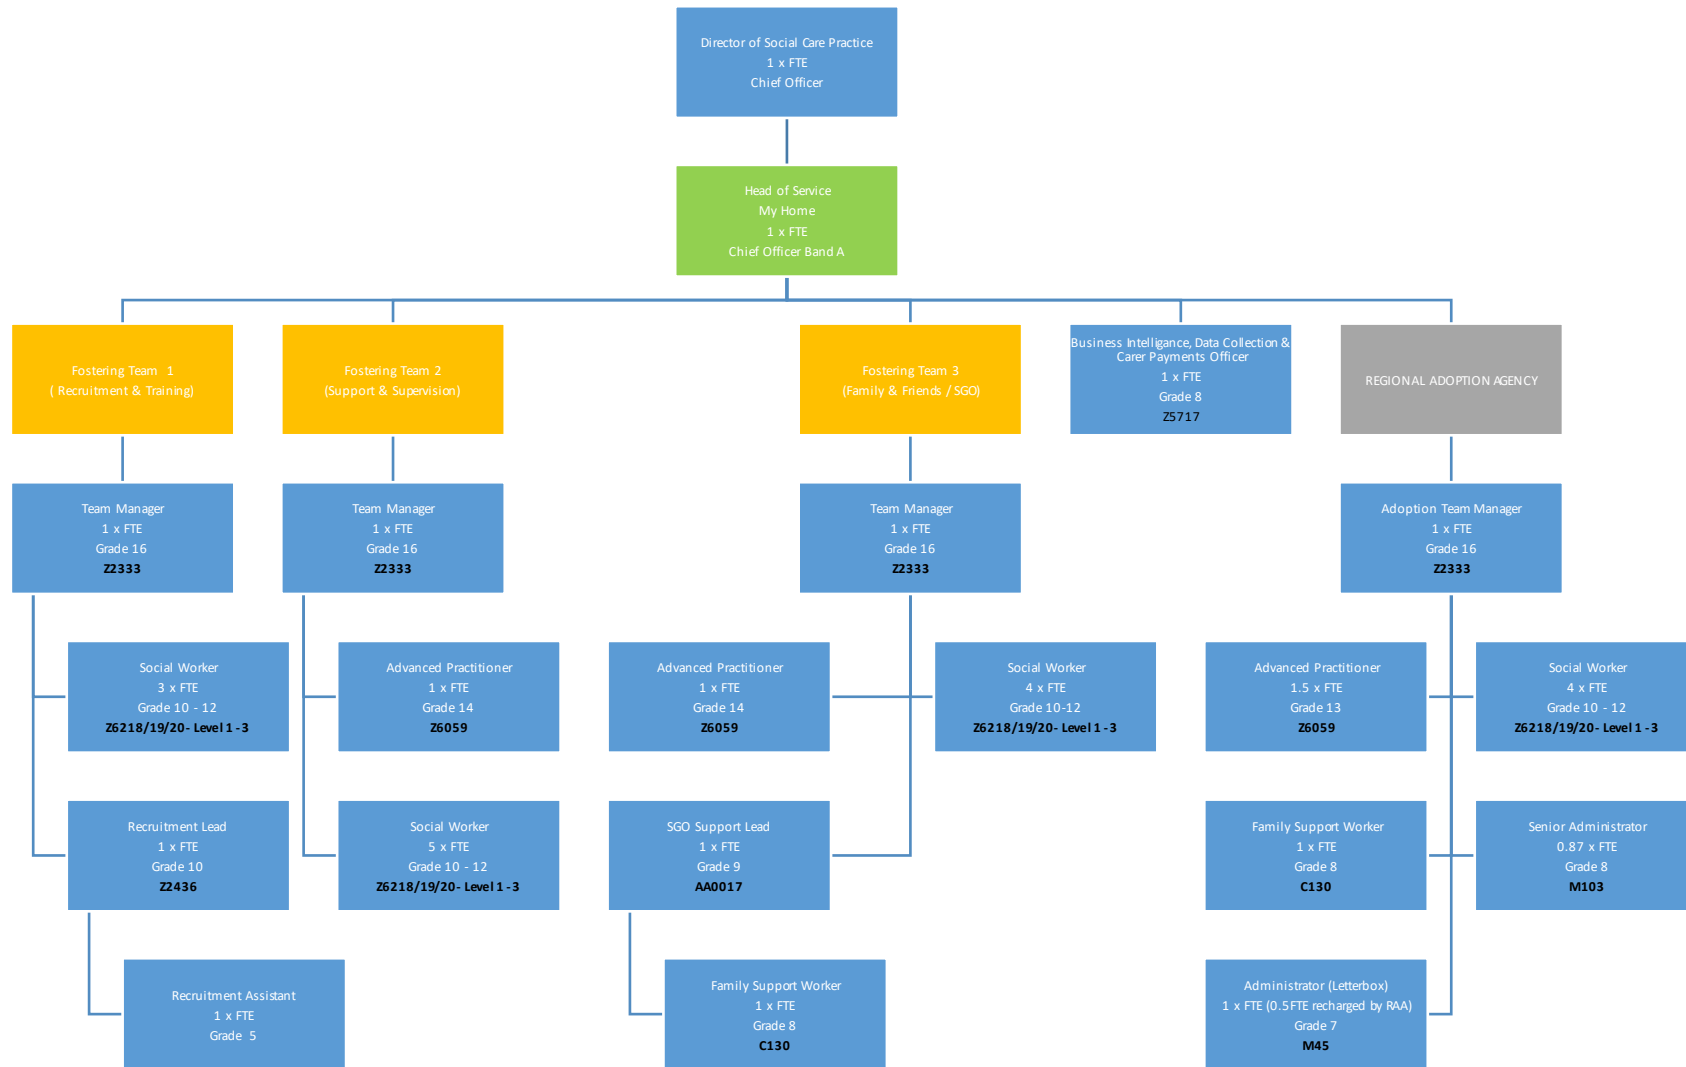 Director of Social Care Practice
1 x FTE
Chief Officer
Head of Service
My Home
1 x FTE
Chief Officer Band A
Fostering Team 1
( Recruitment & Training)
Fostering Team 2
(Support & Supervision)
Fostering Team 3
(Family & Friends / SGO)
Business Intelligance, Data Collection &
Carer Payments Officer
1 x FTE
Grade 8
Z5717
REGIONAL ADOPTION AGENCY
Team Manager
1 x FTE
Grade 16
Z2333
Team Manager
1 x FTE
Grade 16
Z2333
Team Manager
1 x FTE
Grade 16
Z2333
Adoption Team Manager
1 x FTE
Grade 16
Z2333
Social Worker
3 x FTE
Grade 10 - 12
Z6218/19/20- Level 1 -3
Advanced Practitioner
1 x FTE
Grade 14
Z6059
Advanced Practitioner
1 x FTE
Grade 14
Z6059
Social Worker
4 x FTE
Grade 10-12
Z6218/19/20- Level 1 -3
Advanced Practitioner
1.5 x FTE
Grade 13
Z6059
Social Worker
4 x FTE
Grade 10 - 12
Z6218/19/20- Level 1 -3
Recruitment Lead
1 x FTE
Grade 10
Z2436
Social Worker
5 x FTE
Grade 10 - 12
Z6218/19/20- Level 1 -3
SGO Support Lead
1 x FTE
Grade 9
AA0017
Family Support Worker
1 x FTE
Grade 8
C130
Senior Administrator
0.87 x FTE
Grade 8
M103
Recruitment Assistant
1 x FTE
Grade 5
Family Support Worker
1 x FTE
Grade 8
C130
Administrator (Letterbox)
1 x FTE (0.5FTE recharged by RAA)
Grade 7
M45